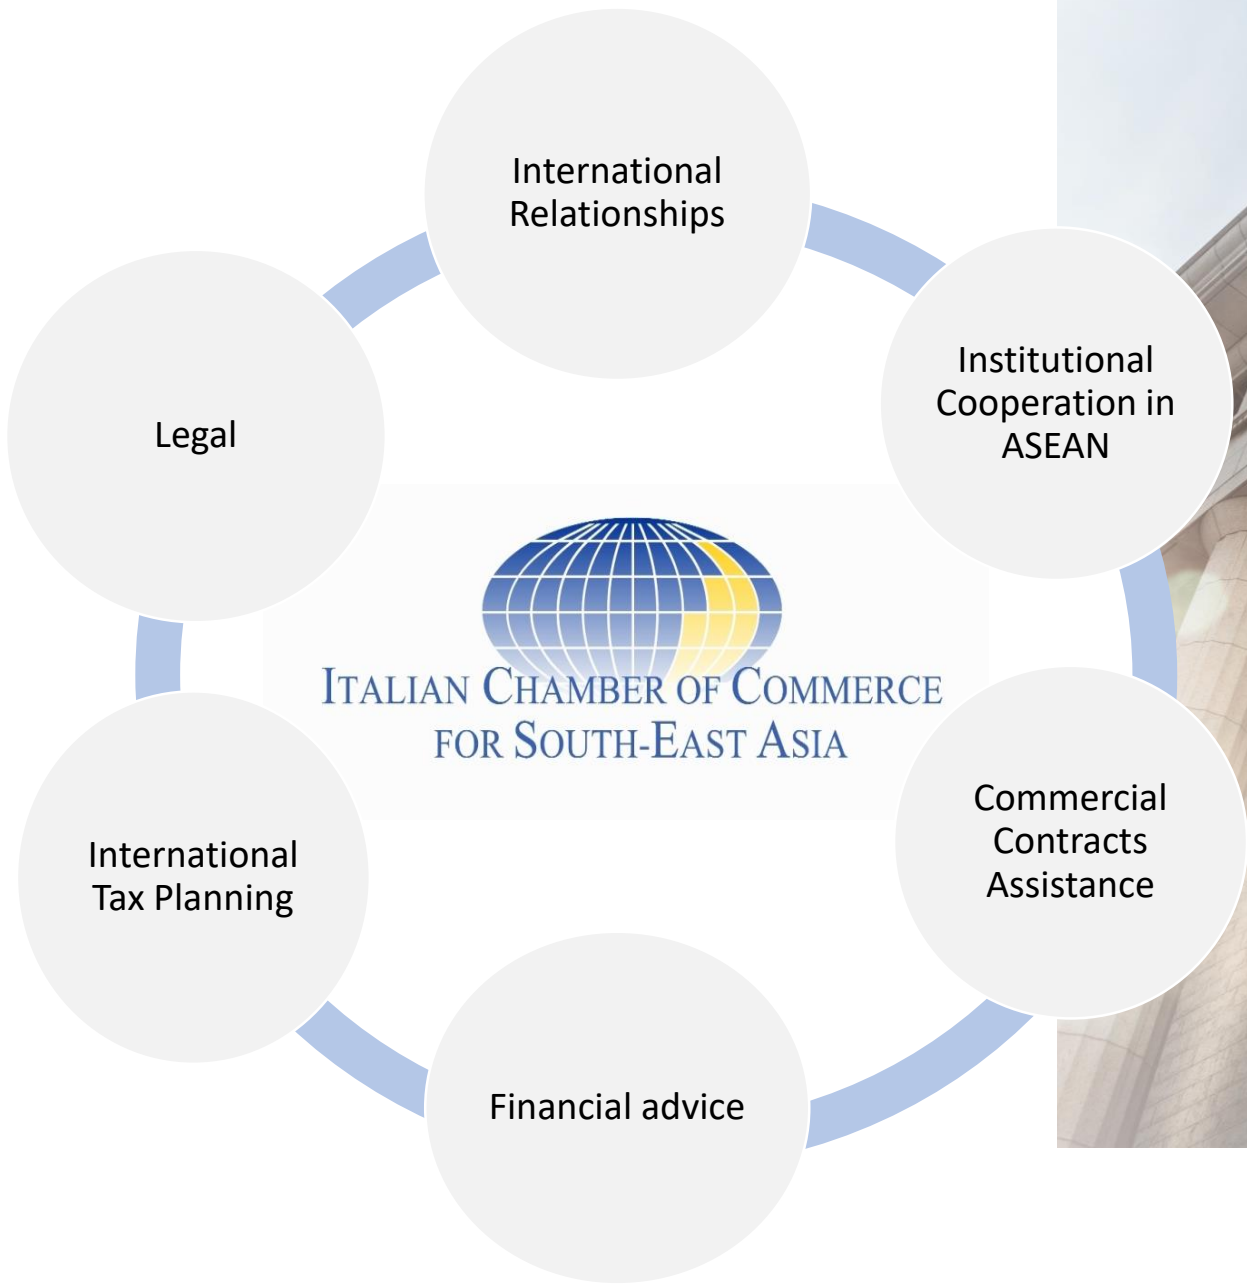 International
Relationships
Institutional
Cooperation in
ASEAN
Legal
ITALIAN CHAMBER OF COMMERCE
FOR SOUTH-EAST ASIA
Commercial
Contracts
Assistance
International
Tax Planning
Financial advice